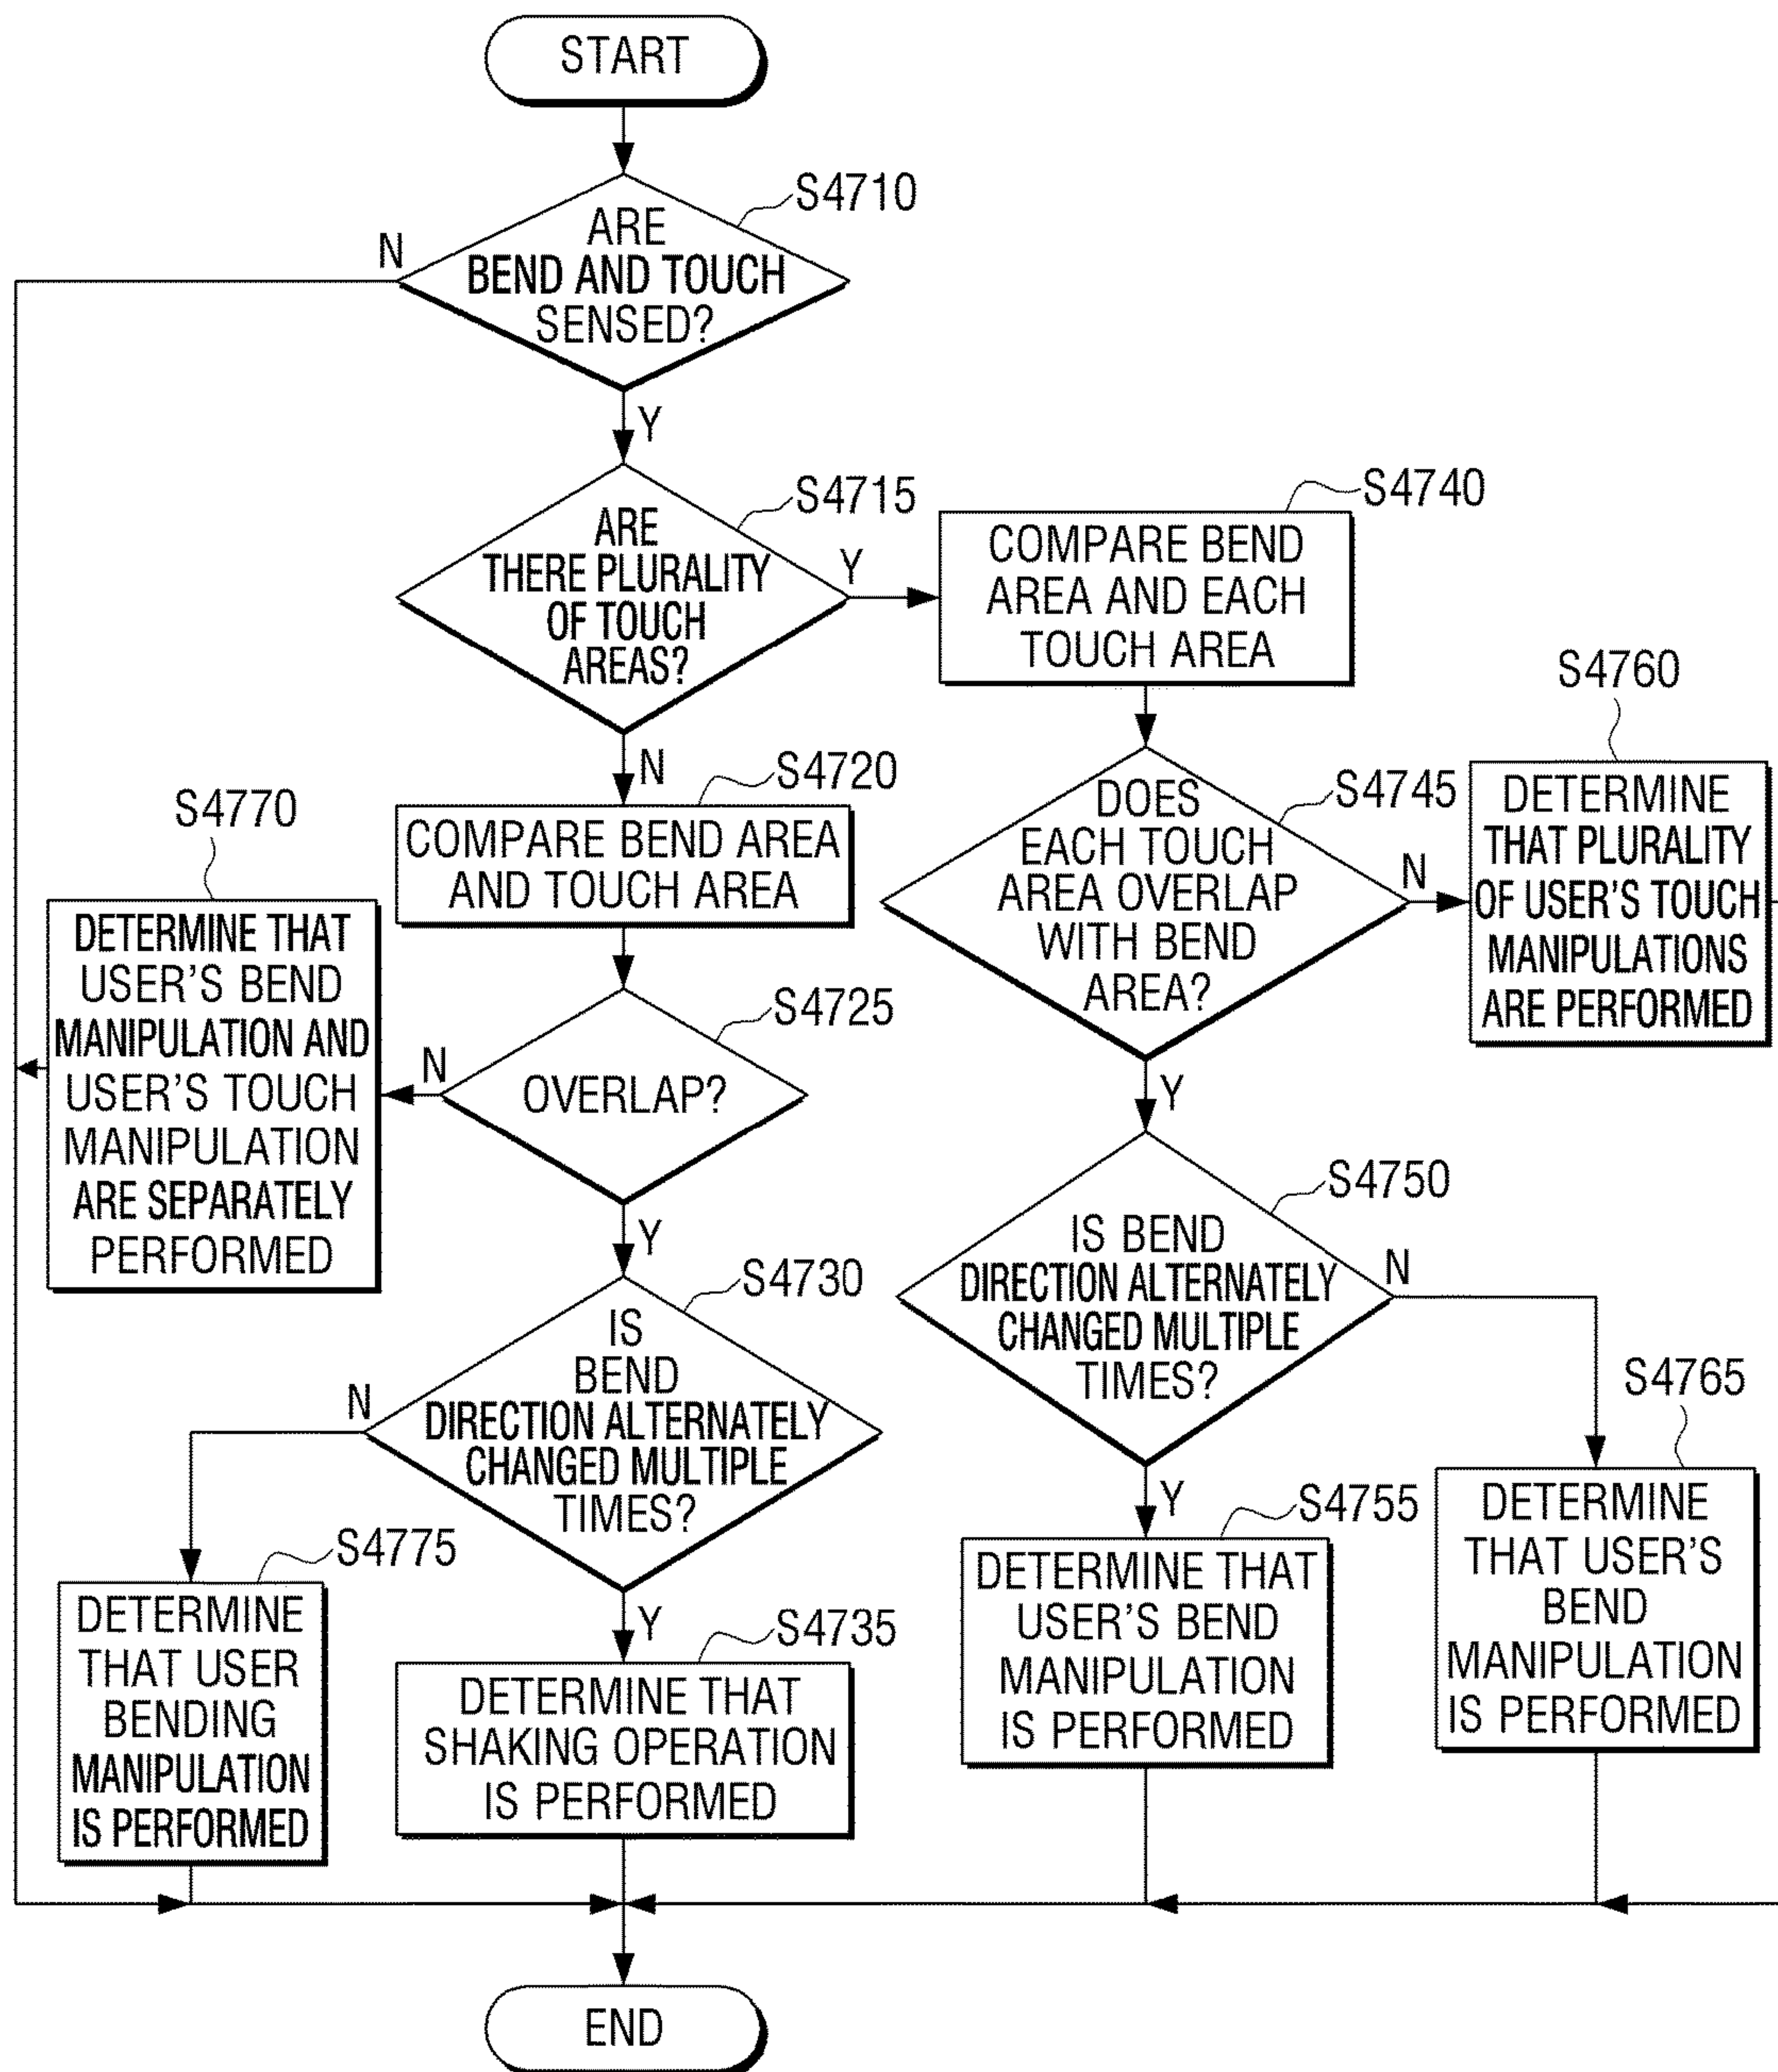 START
S4710
ARE
BEND AND TOUCH
SENSED?
N
Y
S4715
ARE
THERE PLURALITY
OF TOUCH
AREAS?
Y
N
S4740
COMPARE BEND
AREA AND EACH
TOUCH AREA
S4720
COMPARE BEND AREA
AND TOUCH AREA
S4745
DOES
EACH TOUCH
AREA OVERLAP
WITH BEND
AREA?
N
Y
S4760
DETERMINE
THAT PLURALITY
OF USER'S TOUCH
MANIPULATIONS
ARE PERFORMED
S4770
DETERMINE THAT
USER'S BEND
MANIPULATION AND
USER'S TOUCH
MANIPULATION
ARE SEPARATELY
PERFORMED
S4725
OVERLAP?
N
Y
S4730
IS
BEND
DIRECTION ALTERNATELY
CHANGED MULTIPLE
TIMES?
N
Y
S4750
IS BEND
DIRECTION ALTERNATELY
CHANGED MULTIPLE
TIMES?
N
Y
S4775
DETERMINE
THAT USER
BENDING
MANIPULATION
IS PERFORMED
S4735
DETERMINE THAT
SHAKING OPERATION
IS PERFORMED
S4755
DETERMINE THAT
USER'S BEND
MANIPULATION
IS PERFORMED
S4765
DETERMINE
THAT USER'S
BEND
MANIPULATION
IS PERFORMED
END